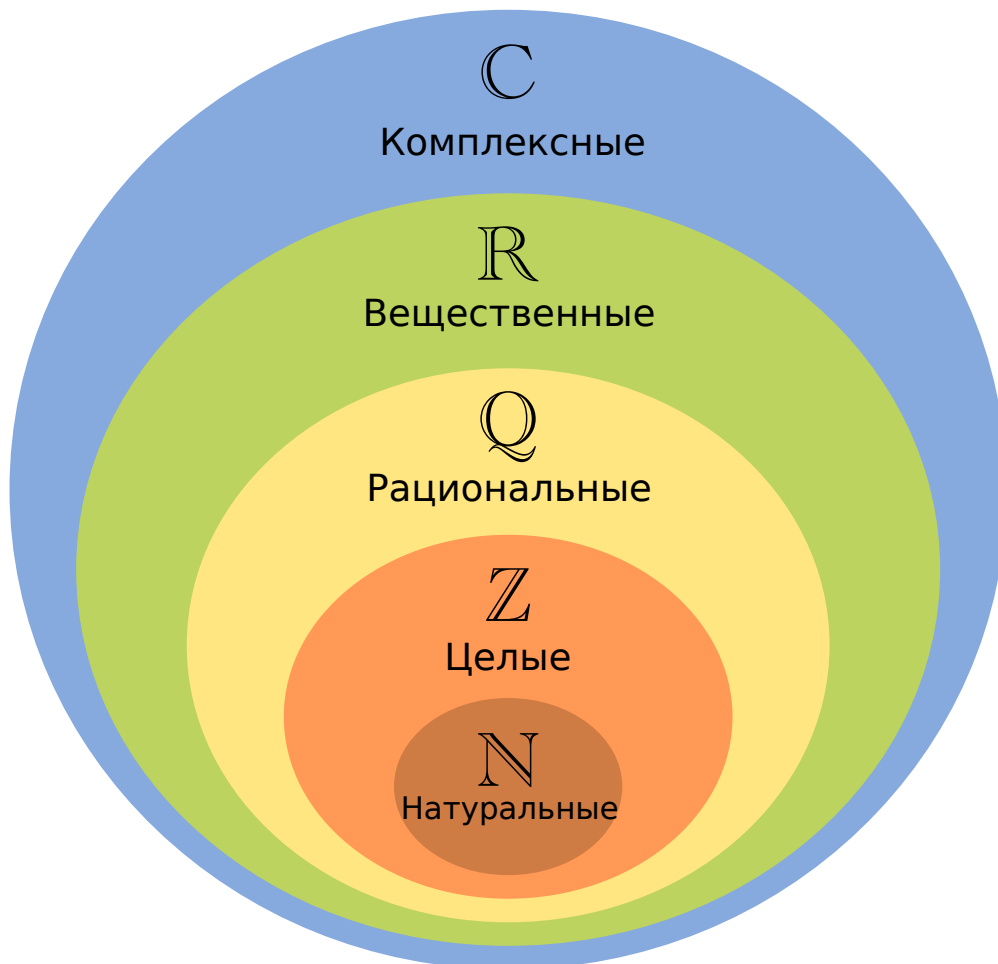 ℂ
Комплексные
ℝ
Вещественные
ℚ
Рациональные
ℤ
Целые
ℕ
Натуральные